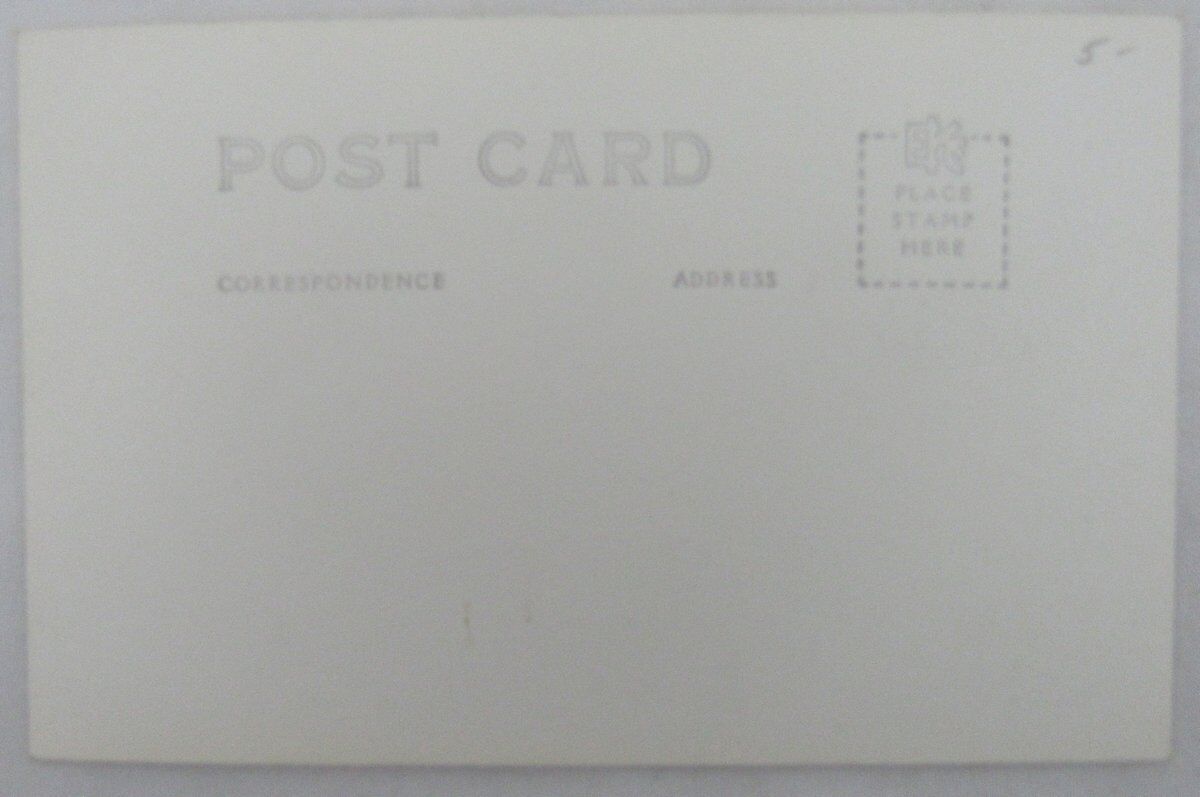 5-
POST CARD
EKC
PLACE
STAMP
HERE
CORRESPONDENCE
ADDRESS